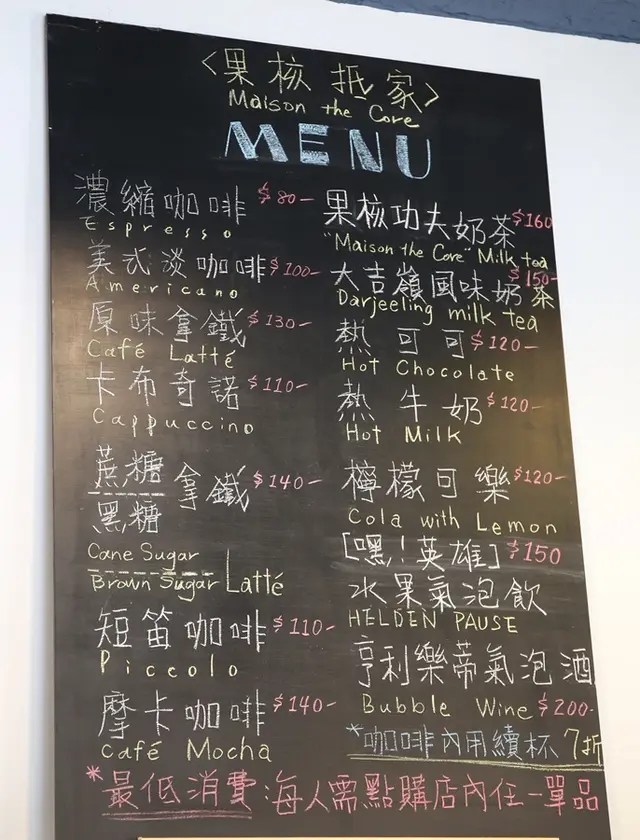 <果核抵家>
Maison the Core
MENU
濃縮咖啡 $80-
Espresso
美式淡咖啡 $100-
Americano
原味拿鐵 $130-
Café Latté
卡布奇諾 $110-
Cappuccino
蔗糖
黑糖 拿鐵 $140-
Cane Sugar
Brown Sugar Latté
短笛咖啡 $110-
Piccolo
摩卡咖啡 $140-
Café Mocha
果核功夫奶茶 $160
"Maison the Core" Milk tea
大吉嶺風味奶茶 $150-
Darjeeling milk tea
熱可可 $120-
Hot Chocolate
熱牛奶 $120-
Hot Milk
檸檬可樂 $120-
Cola with Lemon
[嘿!英雄] $150
水果氣泡飲
HELDEN PAUSE
亨利樂蒂氣泡酒
Bubble Wine $200-
*咖啡內用續杯7折
*最低消費:每人需點購店內任一單品